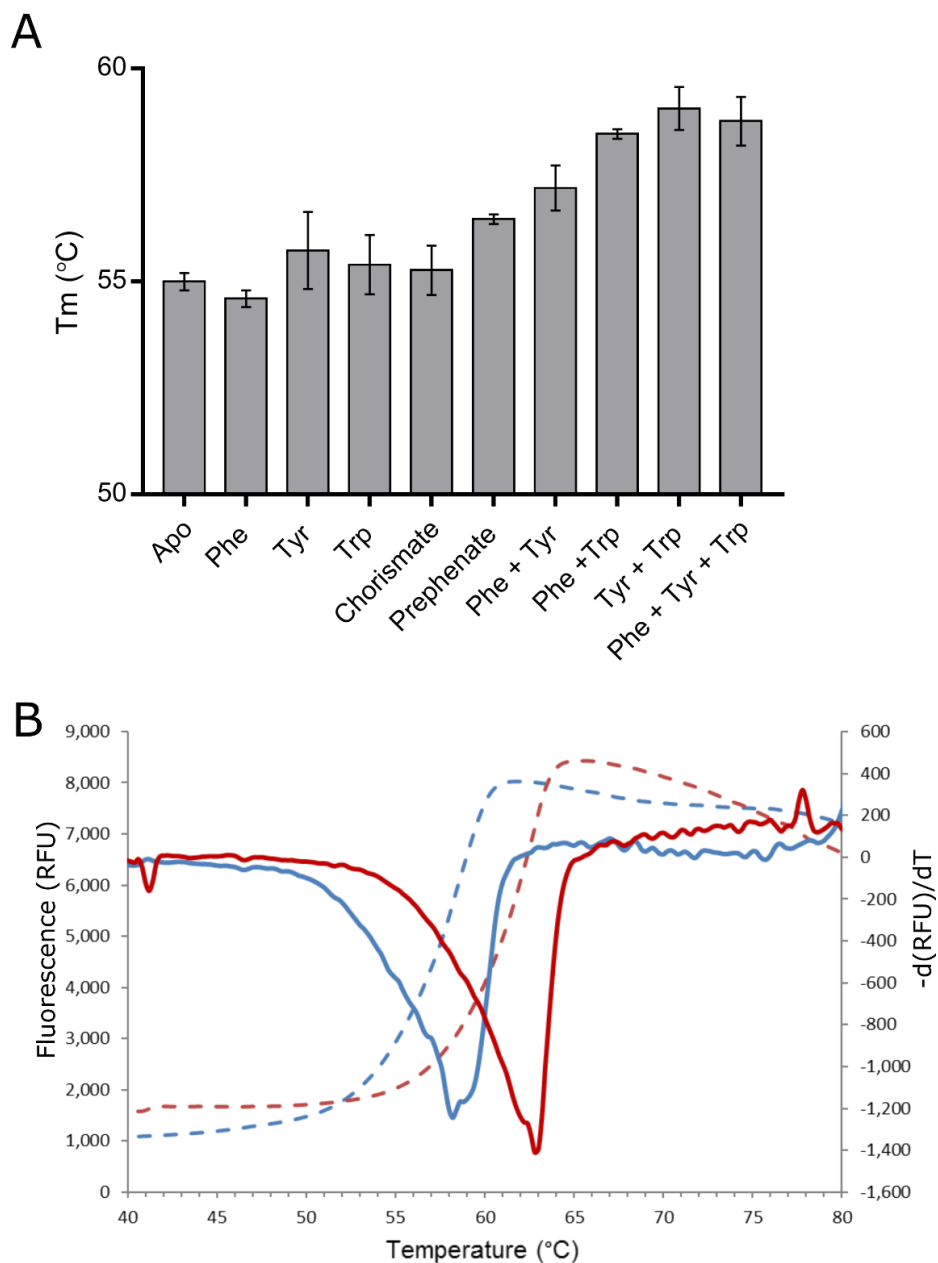 A
60
55
50
Tm (°C)
Apo
Phe
Tyr
Trp
Chorismate
Prephenate
Phe + Tyr
Phe +Trp
Tyr + Trp
Phe + Tyr + Trp
B
9,000
8,000
7,000
6,000
5,000
4,000
3,000
2,000
1,000
0
Fluorescence (RFU)
600
400
200
0
-200
-400
-600
-800
-1,000
-1,200
-1,400
-1,600
-d(RFU)/dT
40 45 50 55 60 65 70 75 80
Temperature (°C)